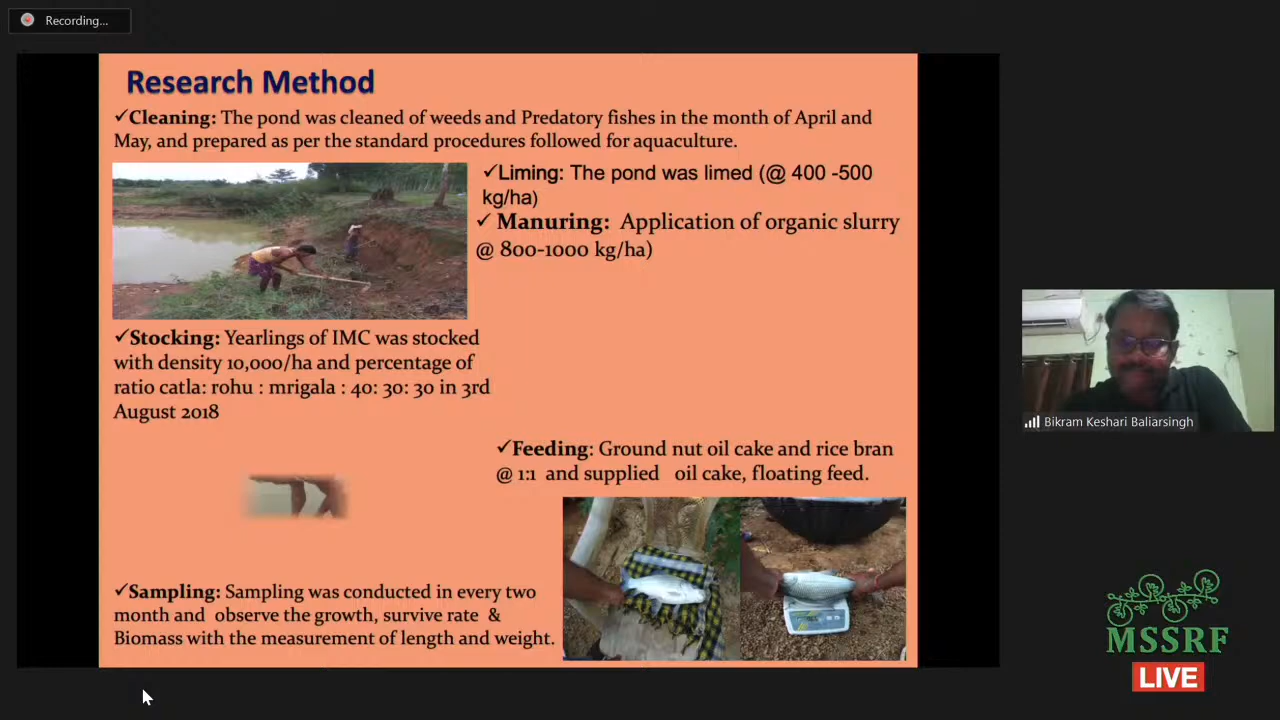 Recording...
Research Method
✓Cleaning: The pond was cleaned of weeds and Predatory fishes in the month of April and
May, and prepared as per the standard procedures followed for aquaculture.
✓Liming: The pond was limed (@ 400 -500
kg/ha)
✓ Manuring: Application of organic slurry
@ 800-1000 kg/ha)
✓Stocking: Yearlings of IMC was stocked
with density 10,000/ha and percentage of
ratio catla: rohu : mrigala : 40: 30: 30 in 3rd
August 2018
✓Feeding: Ground nut oil cake and rice bran
@ 1:1 and supplied oil cake, floating feed.
✓Sampling: Sampling was conducted in every two
month and observe the growth, survive rate &
Biomass with the measurement of length and weight.
Bikram Keshari Baliarsingh
MSSRF
LIVE